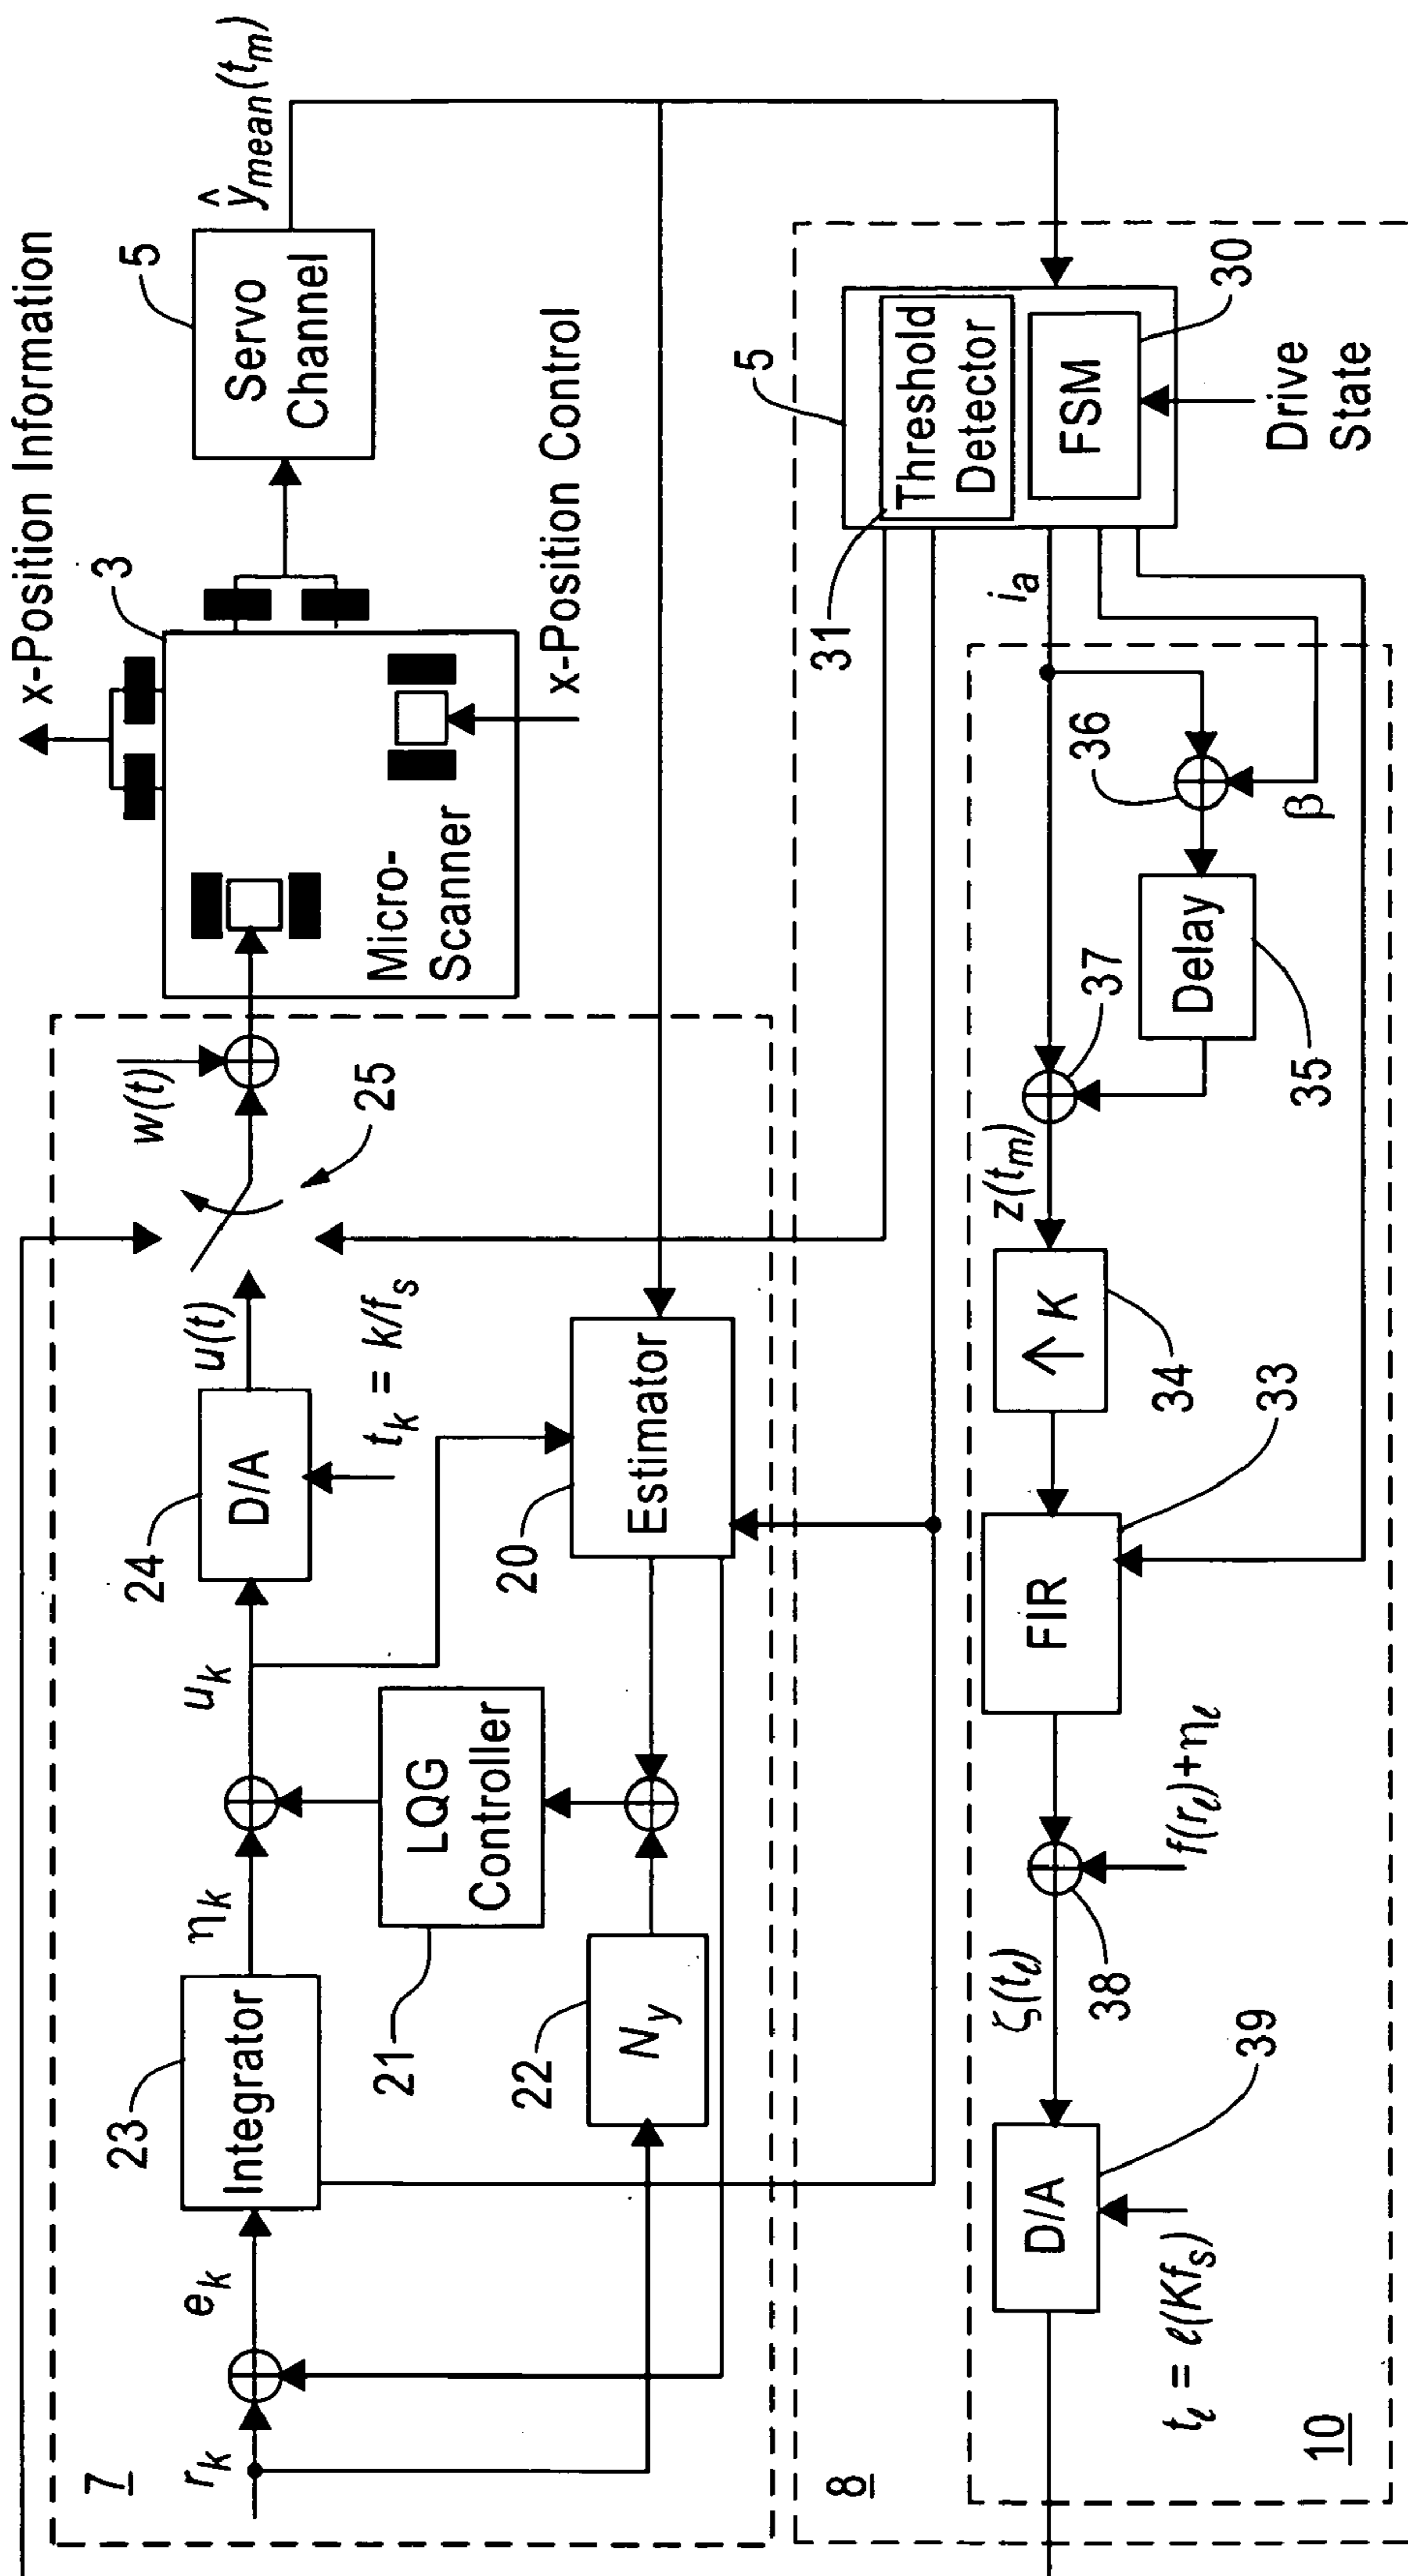 x-Position Information
3
5
Servo
Channel
ŷmean(tm)
Micro-
Scanner
x-Position Control
7
rk
ek
23
Integrator
ηk
uk
24
D/A
u(t)
tk = k/fs
25
w(t)
21
LQG
Controller
22
Ny
20
Estimator
8
5
31
Threshold
Detector
FSM
30
Drive
State
ia
36
β
Delay
35
37
z(tm)
↑ K
34
FIR
33
f(rℓ)+ηℓ
38
ζ(tℓ)
39
D/A
tℓ = ℓ(Kfs)
10